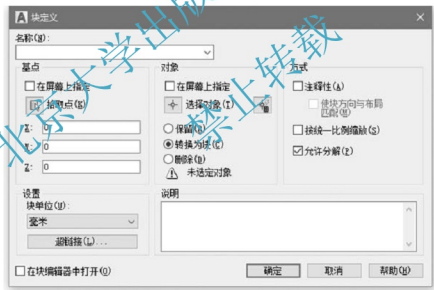 块定义
名称(N):
基点
在屏幕上指定
拾取点(K)
X: 0
Y: 0
Z: 0
对象
在屏幕上指定
选择对象(T)
保留(R)
转换为块(C)
删除(D)
未选定对象
方式
注释性(A)
使块方向与布局
匹配(M)
按统一比例缩放(S)
允许分解(P)
设置
块单位(U):
毫米
超链接(L)...
说明
在块编辑器中打开(O)
确定
取消
帮助(H)
北京大学出版
禁止转载